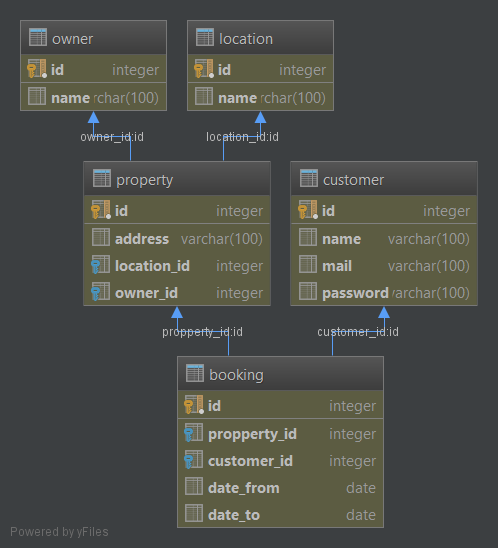 owner
id integer
name rchar(100)
location
id integer
name rchar(100)
owner_id:id
location_id:id
property
id integer
address varchar(100)
location_id integer
owner_id integer
customer
id integer
name varchar(100)
mail varchar(100)
password varchar(100)
propperty_id:id
customer_id:id
booking
id integer
propperty_id integer
customer_id integer
date_from date
date_to date
Powered by yFiles